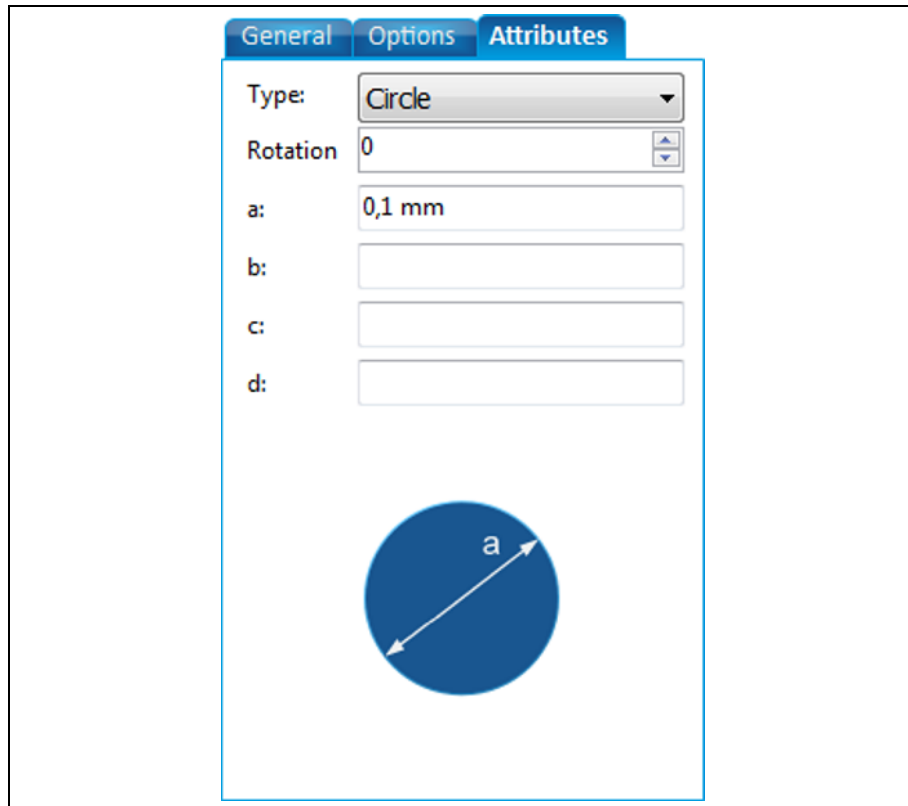 General Options Attributes
Type: Circle
Rotation 0
a: 0,1 mm
b:
c:
d:
a